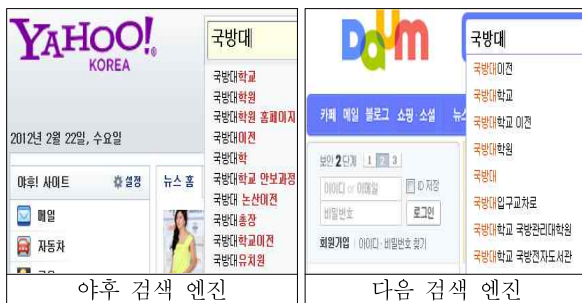 YAHOO!
KOREA
국방대
국방대학교
국방대학원
국방대학원 홈페이지
국방대이전
국방대학
국방대학교 안보과정
국방대 논산이전
국방대총장
국방대학교이전
국방대유치원
2012년 2월 22일, 수요일
야후! 사이트 설정
뉴스 홈
메일
자동차
야후 검색 엔진
Daum
국방대
국방대이전
국방대학교
국방대학교 이전
국방대학원
국방대
국방대입구교차로
국방대학교 국방관리대학원
국방대학교 국방전자도서관
카페 메일 블로그 쇼핑·소셜 뉴스
보안 2단계 1 2 3
아이디 or 이메일 ID 저장
비밀번호 로그인
회원가입 아이디·비밀번호 찾기
다음 검색 엔진